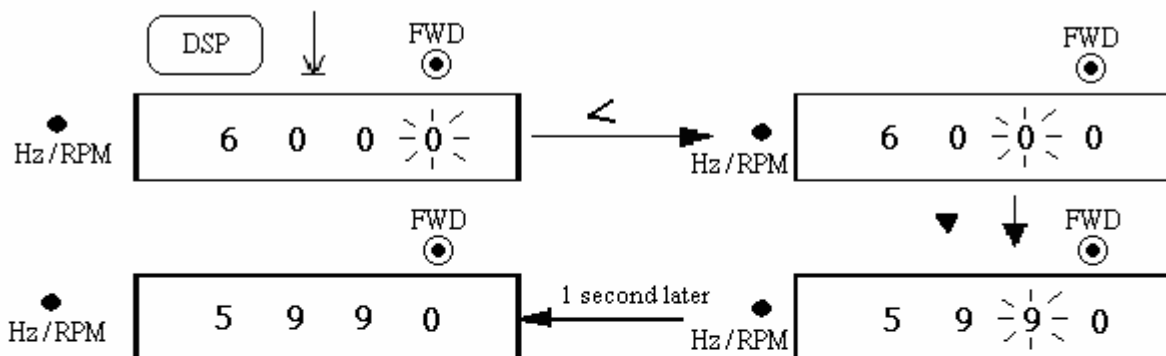 DSP
FWD
FWD
6 0 0 0
<
6 0 0 0
Hz/RPM
Hz/RPM
FWD
FWD
5 9 9 0
1 second later
5 9 9 0
Hz/RPM
Hz/RPM